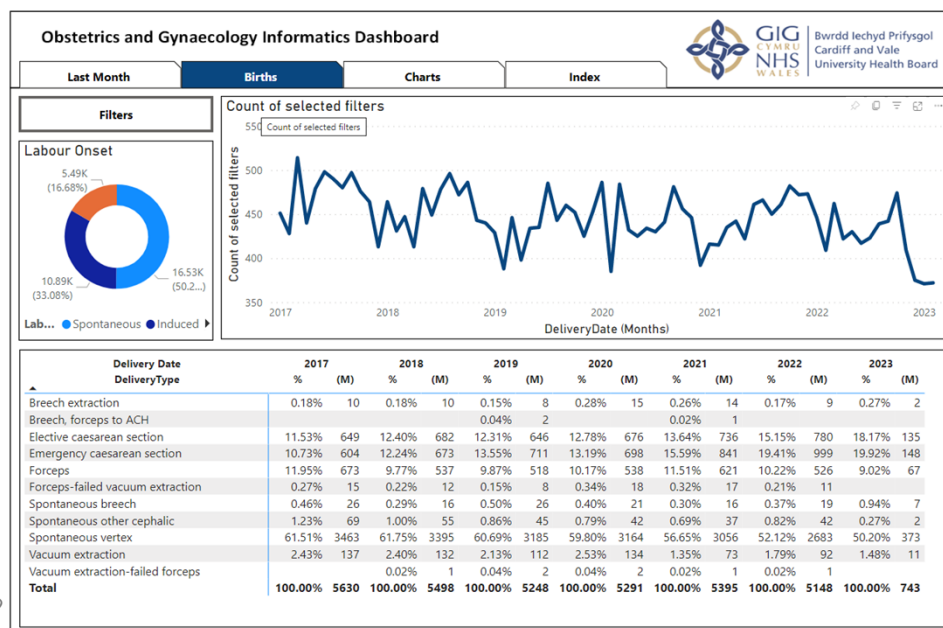 Obstetrics and Gynaecology Informatics Dashboard
GIG
CYMRU
NHS
WALES
Bwrdd Iechyd Prifysgol
Cardiff and Vale
University Health Board
Last Month Births Charts Index
Filters
Labour Onset
5.49K
(16.68%)
10.89K
(33.08%)
16.53K
(50.2...)
Lab... Spontaneous Induced
Count of selected filters
Count of selected filters
Count of selected filters
550
500
450
400
350
2017 2018 2019 2020 2021 2022 2023
DeliveryDate (Months)
Delivery Date 2017 2018 2019 2020 2021 2022 2023
DeliveryType % (M) % (M) % (M) % (M) % (M) % (M) % (M)
Breech extraction 0.18% 10 0.18% 10 0.15% 8 0.28% 15 0.26% 14 0.17% 9 0.27% 2
Breech, forceps to ACH 0.04% 2 0.02% 1
Elective caesarean section 11.53% 649 12.40% 682 12.31% 646 12.78% 676 13.64% 736 15.15% 780 18.17% 135
Emergency caesarean section 10.73% 604 12.24% 673 13.55% 711 13.19% 698 15.59% 841 19.41% 999 19.92% 148
Forceps 11.95% 673 9.77% 537 9.87% 518 10.17% 538 11.51% 621 10.22% 526 9.02% 67
Forceps-failed vacuum extraction 0.27% 15 0.22% 12 0.15% 8 0.34% 18 0.32% 17 0.21% 11
Spontaneous breech 0.46% 26 0.29% 16 0.50% 26 0.40% 21 0.30% 16 0.37% 19 0.94% 7
Spontaneous other cephalic 1.23% 69 1.00% 55 0.86% 45 0.79% 42 0.69% 37 0.82% 42 0.27% 2
Spontaneous vertex 61.51% 3463 61.75% 3395 60.69% 3185 59.80% 3164 56.65% 3056 52.12% 2683 50.20% 373
Vacuum extraction 2.43% 137 2.40% 132 2.13% 112 2.53% 134 1.35% 73 1.79% 92 1.48% 11
Vacuum extraction-failed forceps 0.02% 1 0.04% 2 0.04% 2 0.02% 1 0.02% 1
Total 100.00% 5630 100.00% 5498 100.00% 5248 100.00% 5291 100.00% 5395 100.00% 5148 100.00% 743